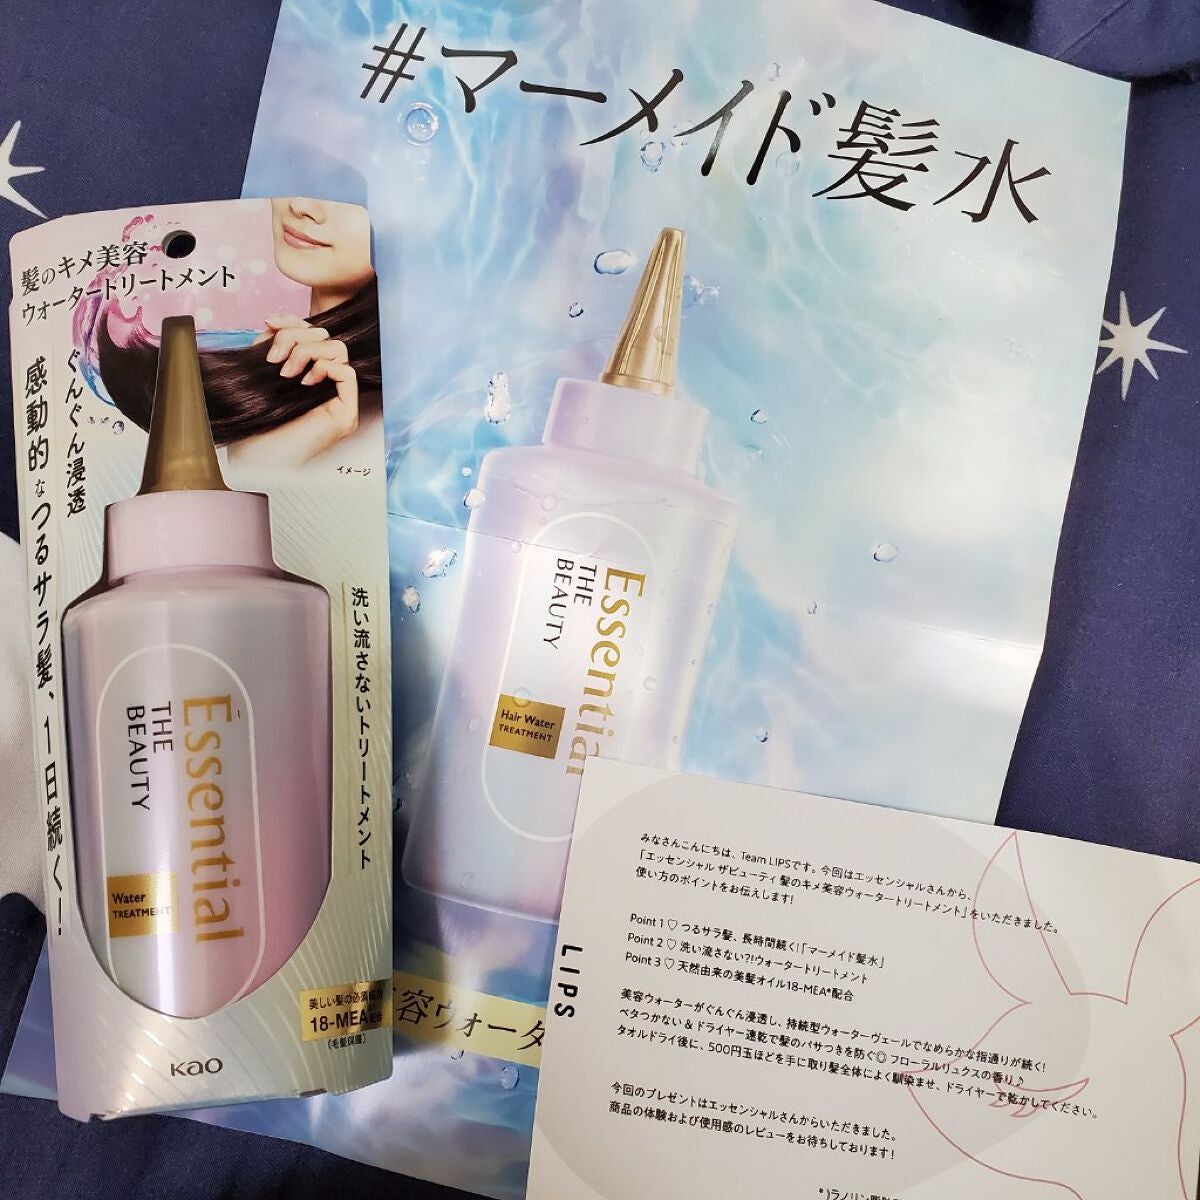 #マーメイド髪水
髪のキメ美容
ウォータートリートメント
ぐんぐん浸透
感動的なつるサラ髪、1日続く!
イメージ
洗い流さないトリートメント
Essential
THE
BEAUTY
Water
TREATMENT
美しい髪の必須成分
18-MEA配合
(毛髪保護)
Kao
Essential
THE
BEAUTY
Hair Water
TREATMENT
容ウォータ
LIPS
みなさんこんにちは、Team LIPSです。今回はエッセンシャルさんから、
「エッセンシャル ザビューティ 髪のキメ美容ウォータートリートメント」をいただきました。
使い方のポイントをお伝えします!
Point 1♡ つるサラ髪、長時間続く!「マーメイド髪水」
Point 2♡ 洗い流さない?!ウォータートリートメント
Point 3♡ 天然由来の美髪オイル18-MEA*配合
美容ウォーターがぐんぐん浸透し、持続型ウォーターヴェールでなめらかな指通りが続く!
ベタつかない & ドライヤー速乾で髪のパサつきを防ぐ◎ フローラルリュクスの香り♪
タオルドライ後に、500円玉ほどを手に取り髪全体によく馴染ませ、ドライヤーで乾かしてください。
今回のプレゼントはエッセンシャルさんからいただきました。
商品の体験および使用感のレビューをお待ちしております!